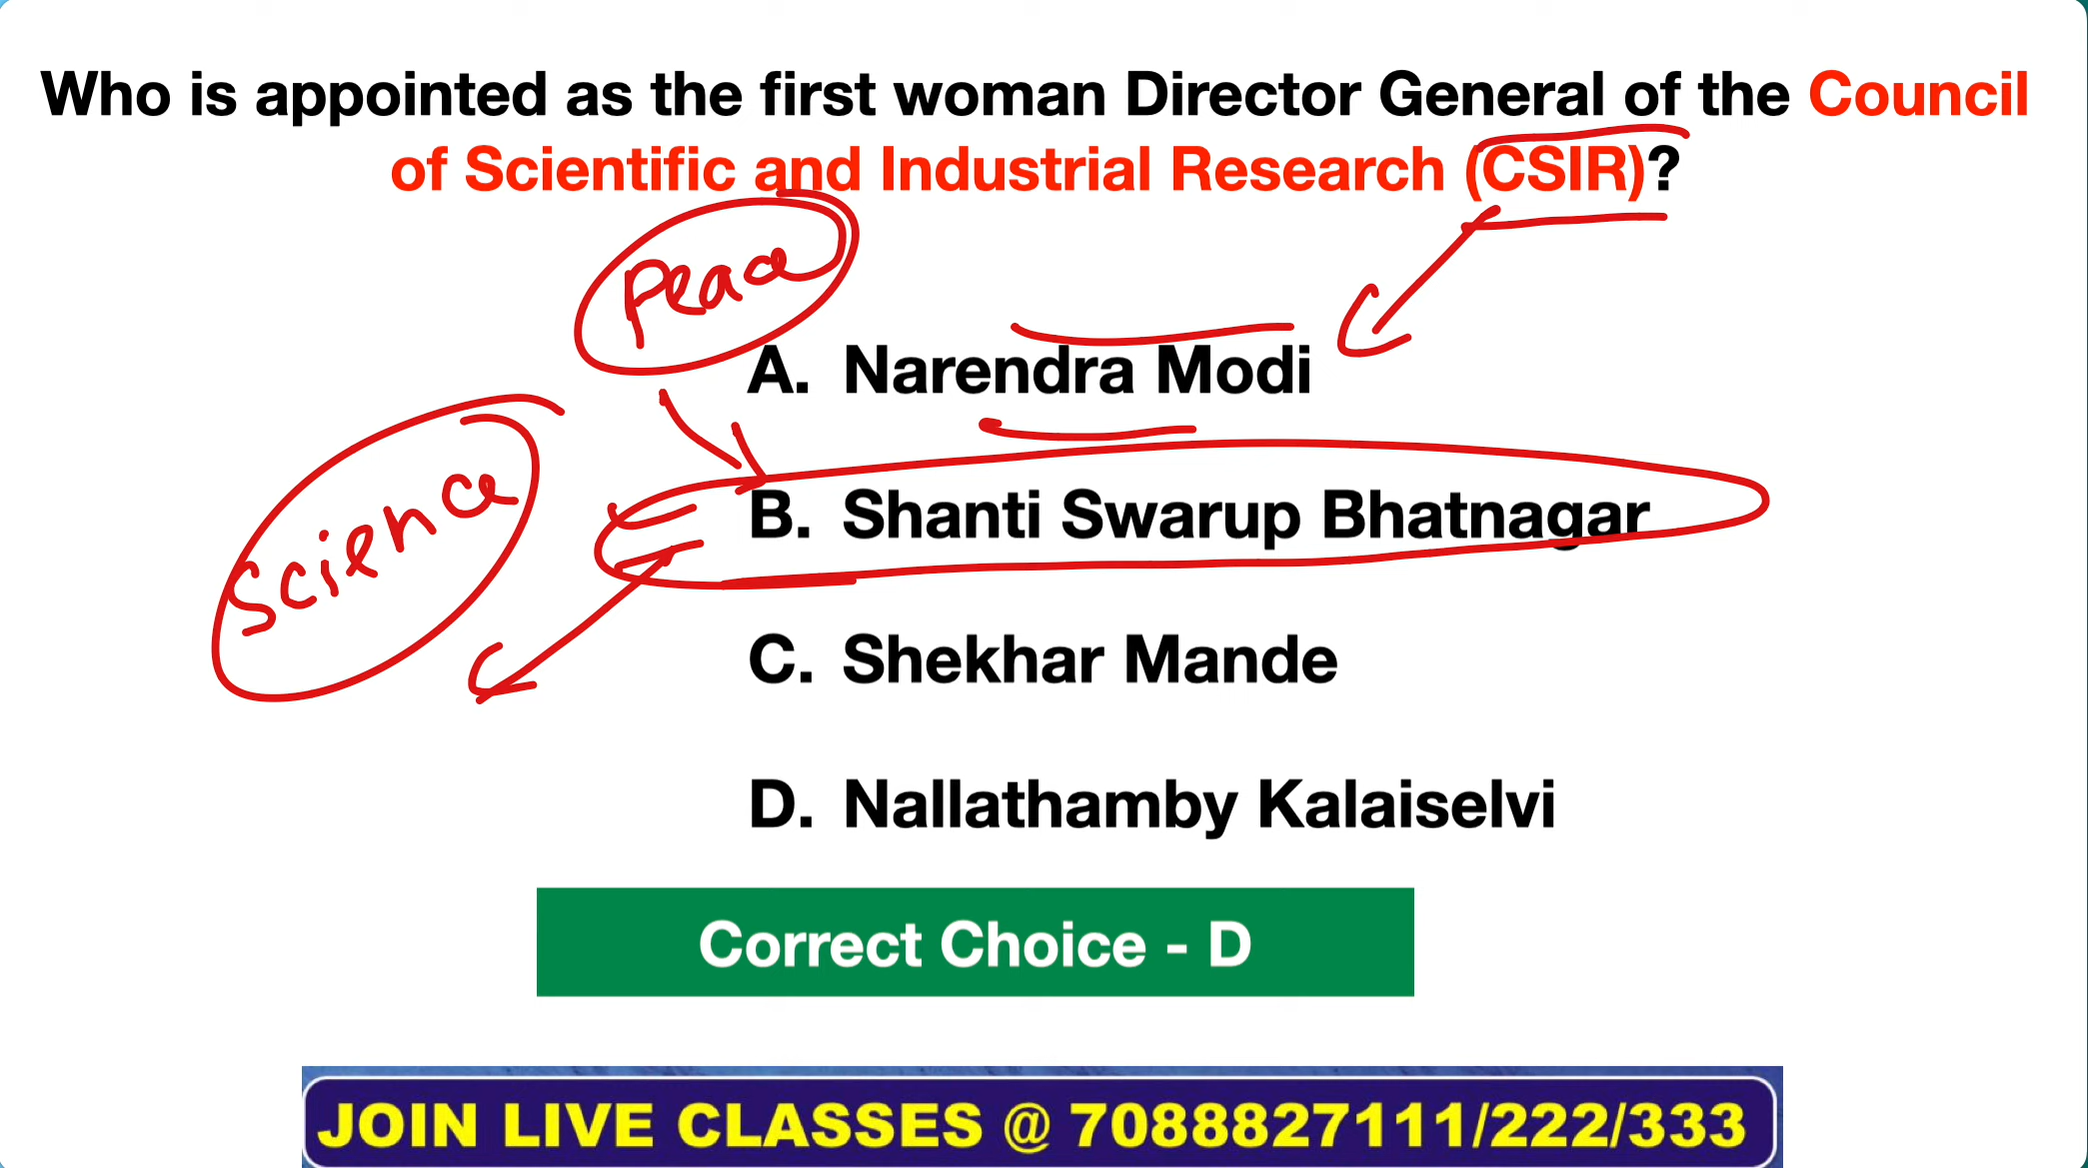 Who is appointed as the first woman Director General of the Council
of Scientific and Industrial Research (CSIR)?
Peace
A. Narendra Modi
Science
B. Shanti Swarup Bhatnagar
C. Shekhar Mande
D. Nallathamby Kalaiselvi
Correct Choice - D
JOIN LIVE CLASSES @ 7088827111/222/333